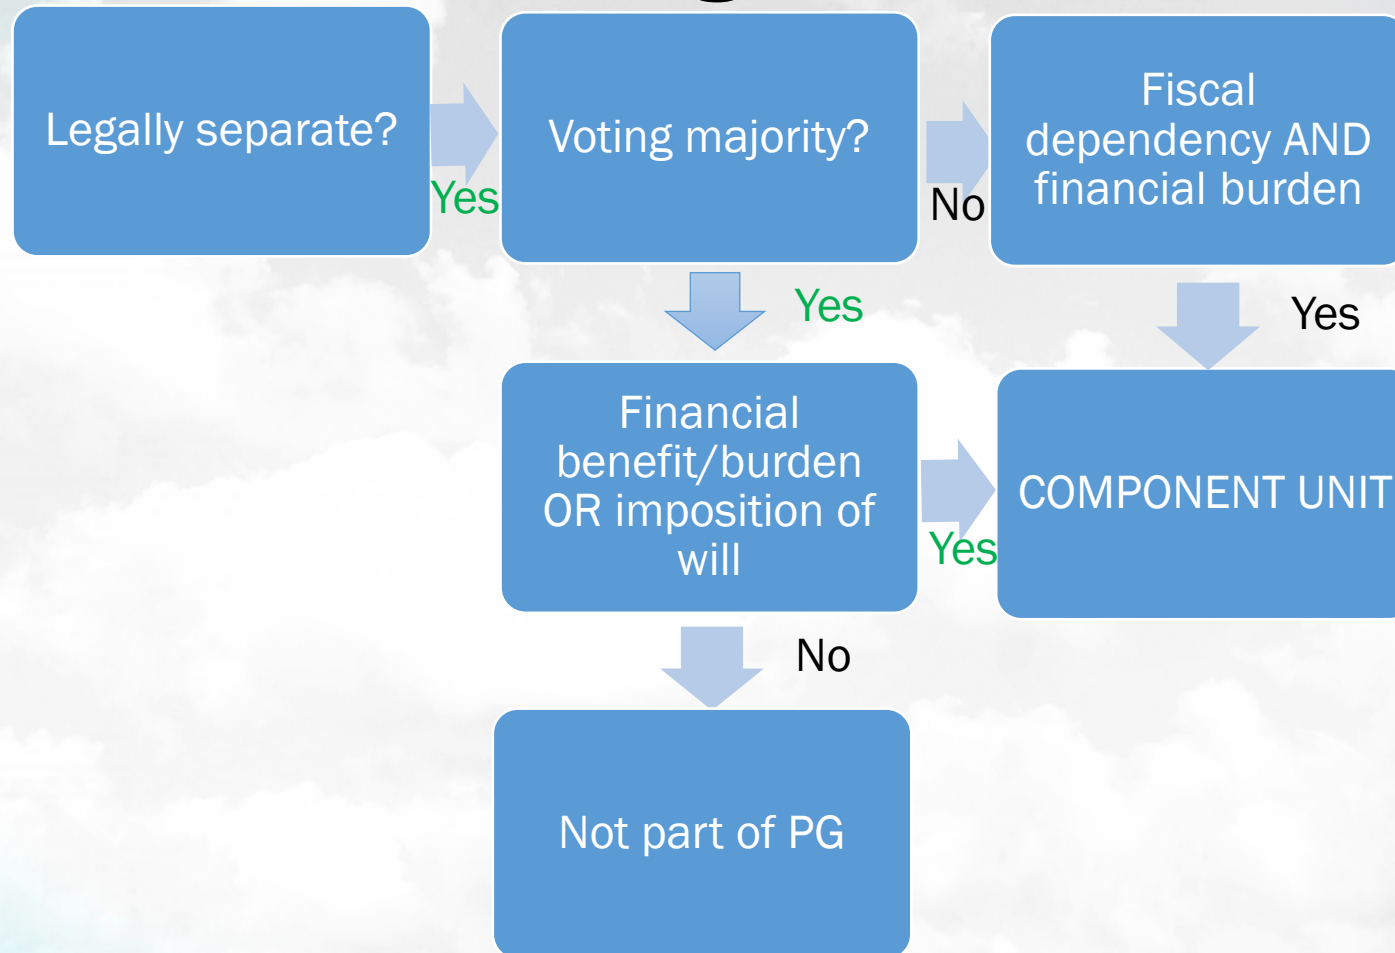 Legally separate?
Yes
Voting majority?
No
Fiscal
dependency AND
financial burden
Yes
Yes
Financial
benefit/burden
OR imposition of
will
Yes
COMPONENT UNIT
No
Not part of PG